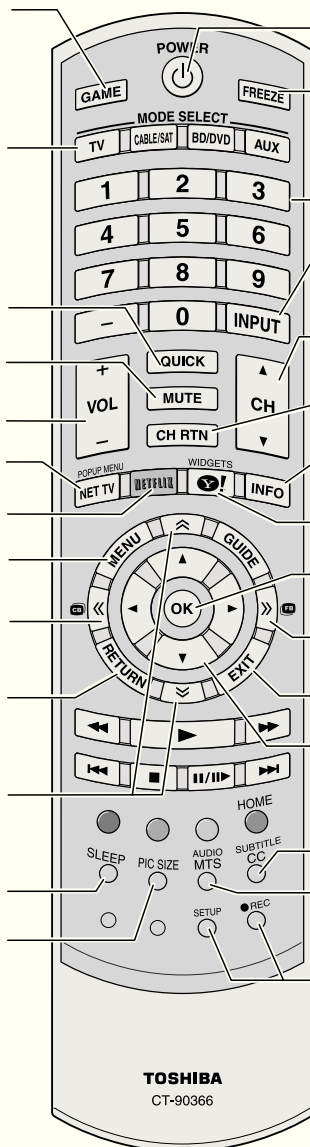 POWER
GAME
FREEZE
MODE SELECT
TV CABLE/SAT BD/DVD AUX
1 2 3
4 5 6
7 8 9
– 0 INPUT
+
QUICK
VOL MUTE CH
–
CH RTN
POPUP MENU WIDGETS
NET TV NETFLIX Y! INFO
MENU GUIDE
CB OK FB
RETURN EXIT
HOME
SLEEP PIC SIZE AUDIO MTS SUBTITLE CC
SETUP REC
TOSHIBA
CT-90366